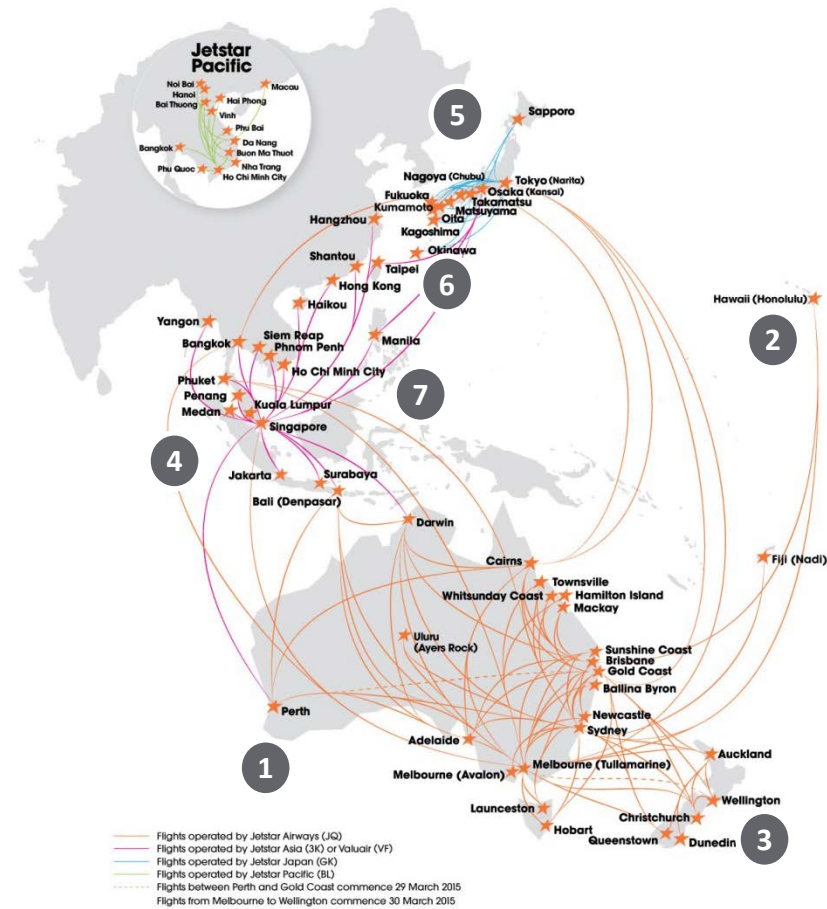 Jetstar
Pacific
Noi Bai
Macau
Hanoi
Hai Phong
Bai Thuong
Vinh
Phu Bai
Da Nang
Bangkok
Buon Ma Thuot
Nha Trang
Phu Quoc
Ho Chi Minh City
5
Sapporo
Nagoya (Chubu)
Tokyo (Narita)
Fukuoka
Osaka (Kansai)
Kumamoto
Takamatsu
Matsuyama
Hangzhou
Oita
Kagoshima
Okinawa
Shantou
Taipei
6
Hong Kong
Haikou
Hawaii (Honolulu)
2
Yangon
Siem Reap
Manila
Bangkok
Phnom Penh
Ho Chi Minh City
Phuket
7
Penang
Kuala Lumpur
Medan
Singapore
4
Jakarta
Surabaya
Bali (Denpasar)
Darwin
Cairns
Fiji (Nadi)
Townsville
Whitsunday Coast
Hamilton Island
Mackay
Uluru
(Ayers Rock)
Sunshine Coast
Brisbane
Gold Coast
Ballina Byron
Perth
Newcastle
Sydney
Adelaide
Auckland
1
Melbourne (Tullamarine)
Melbourne (Avalon)
Wellington
Launceston
Christchurch
Hobart
3
Queenstown
Dunedin
Flights operated by Jetstar Airways (JQ)
Flights operated by Jetstar Asia (3K) or Valuair (VF)
Flights operated by Jetstar Japan (GK)
Flights operated by Jetstar Pacific (BL)
Flights between Perth and Gold Coast commence 29 March 2015
Flights from Melbourne to Wellington commence 30 March 2015